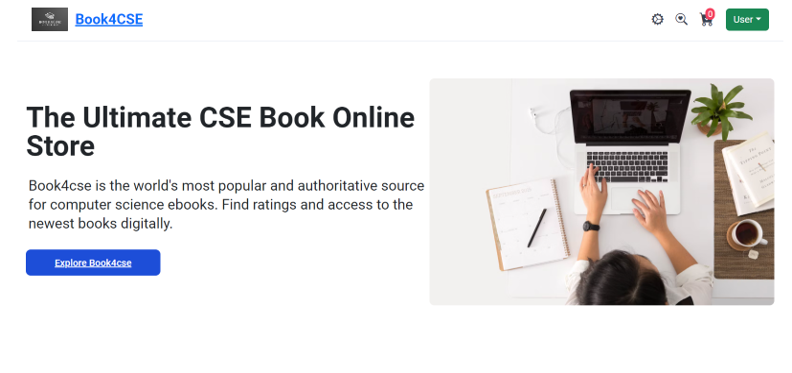 Book4CSE
0
User
The Ultimate CSE Book Online
Store
Book4cse is the world's most popular and authoritative source
for computer science ebooks. Find ratings and access to the
newest books digitally.
Explore Book4cse